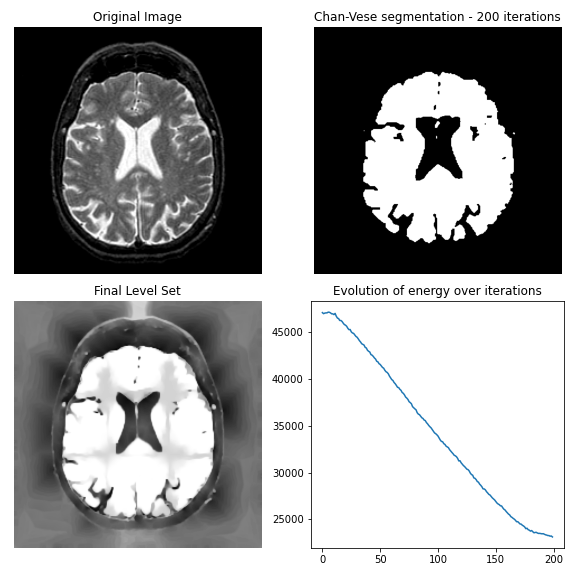 Original Image
Chan-Vese segmentation - 200 iterations
Final Level Set
Evolution of energy over iterations
45000
40000
35000
30000
25000
0 50 100 150 200